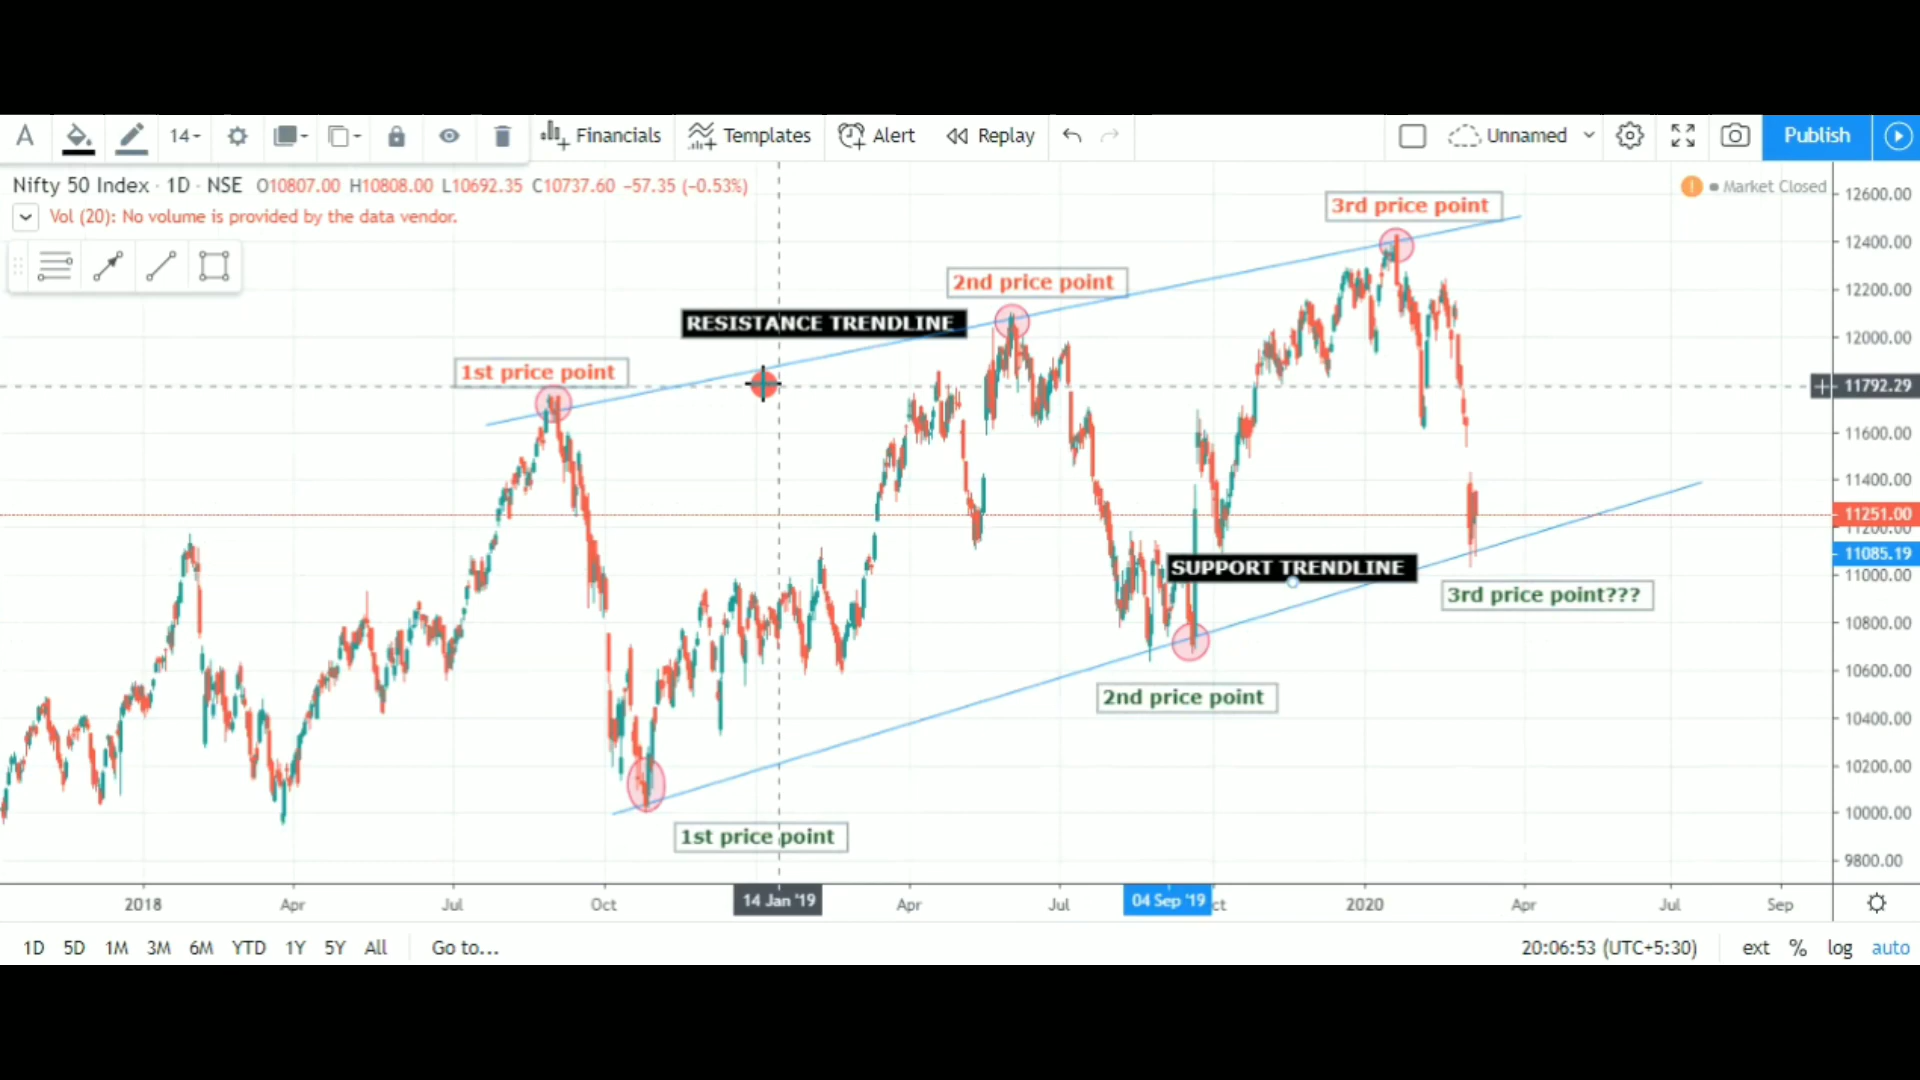 A 14 Financials Templates Alert Replay Unnamed Publish
Nifty 50 Index · 1D · NSE O10807.00 H10808.00 L10692.35 C10737.60 −57.35 (−0.53%)
Market Closed
Vol (20): No volume is provided by the data vendor.
12600.00
3rd price point
12400.00
2nd price point
12200.00
RESISTANCE TRENDLINE
12000.00
1st price point
11792.29
11600.00
11400.00
11251.00
11200.00
11085.19
SUPPORT TRENDLINE
11000.00
3rd price point???
10800.00
10600.00
2nd price point
10400.00
10200.00
10000.00
1st price point
9800.00
2018 Apr Jul Oct 14 Jan '19 Apr Jul 04 Sep '19 ct 2020 Apr Jul Sep
1D 5D 1M 3M 6M YTD 1Y 5Y All Go to... 20:06:53 (UTC+5:30) ext % log auto